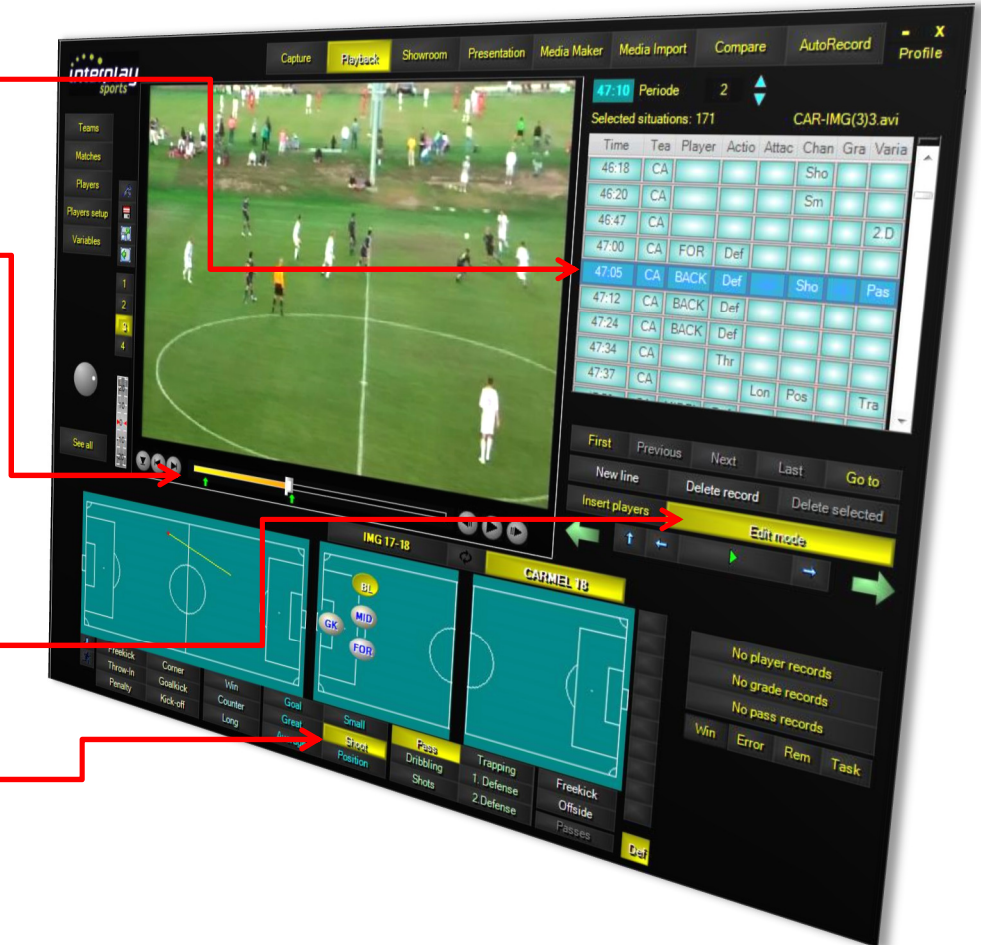 interplay
sports
Capture Playback Showroom Presentation Media Maker Media Import Compare AutoRecord - X
Profile
Teams
Matches
Players
Players setup
Variables
1
2
3
4
See all
47:10 Periode 2
Selected situations: 171 CAR-IMG(3)3.avi
Time Tea Player Actio Attac Chan Gra Varia
46:18 CA Sho
46:20 CA Sm
46:47 CA 2.D
47:00 CA FOR Def
47:05 CA BACK Def Sho Pas
47:12 CA BACK Def
47:24 CA BACK Def
47:34 CA Thr
47:37 CA Lon Pos Tra
First Previous Next Last Go to
New line Delete record Delete selected
Insert players Edit mode
IMG 17-18 CARMEL 18
BL
GK MID
FOR
Freekick Corner Win Goal Small Pass Trapping Freekick
Throw-in Goalkick Counter Great Shoot Dribbling 1. Defense Offside
Penalty Kick-off Long Average Position Shots 2.Defense Passes
Def
No player records
No grade records
No pass records
Win Error Rem Task